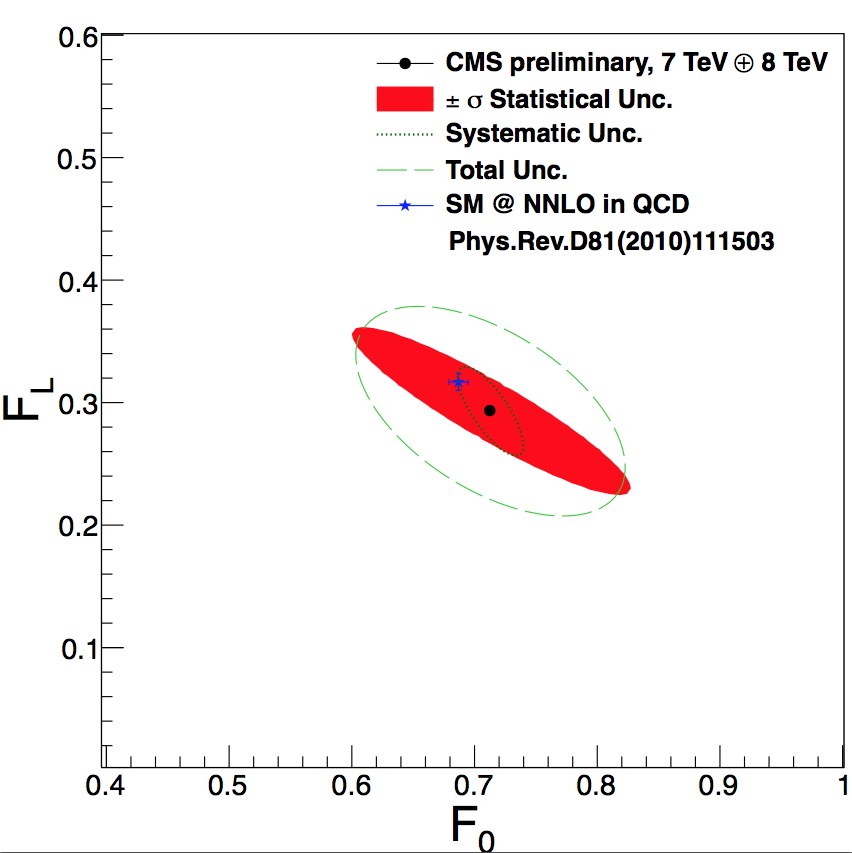 0.6
CMS preliminary, 7 TeV ⊕ 8 TeV
± σ Statistical Unc.
Systematic Unc.
0.5
Total Unc.
SM @ NNLO in QCD
Phys.Rev.D81(2010)111503
0.4
F_L
0.3
0.2
0.1
0.4 0.5 0.6 0.7 0.8 0.9 1
F_0